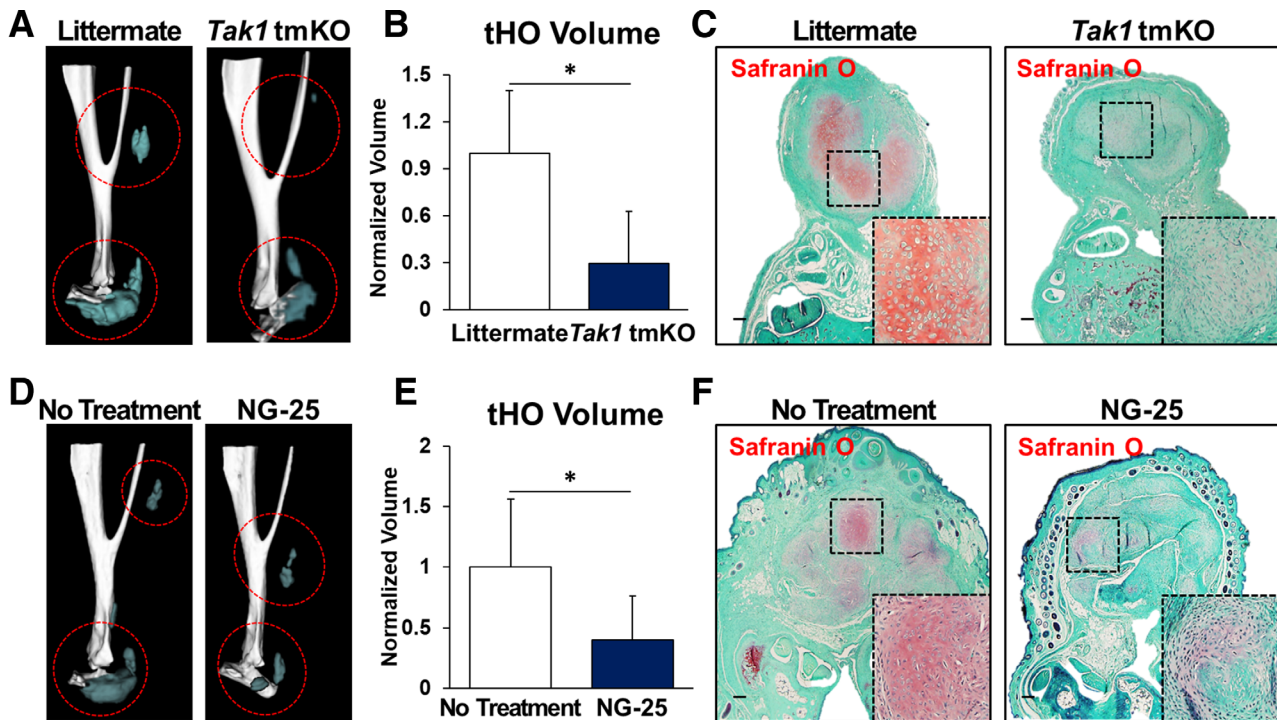 A
Littermate
Tak1 tmKO
B
tHO Volume
*
Normalized Volume
1.5
1.2
0.9
0.6
0.3
0
Littermate Tak1 tmKO
C
Littermate
Safranin O
Tak1 tmKO
Safranin O
D
No Treatment
NG-25
E
tHO Volume
*
Normalized Volume
2
1.5
1
0.5
0
No Treatment
NG-25
F
No Treatment
Safranin O
NG-25
Safranin O